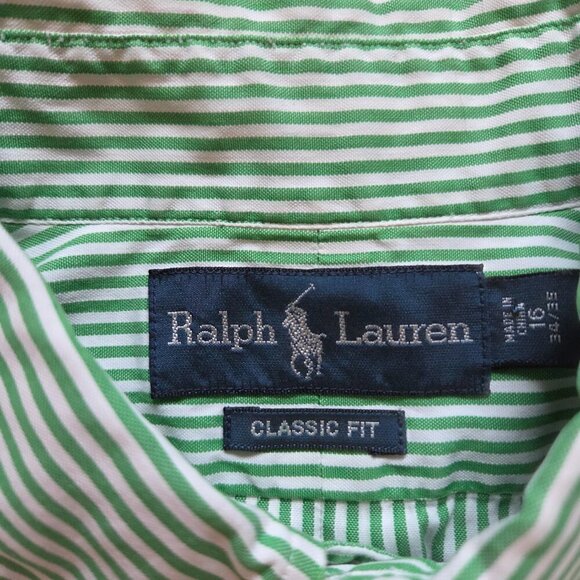 Ralph Lauren
MADE IN
CHINA
16
34/35
CLASSIC FIT